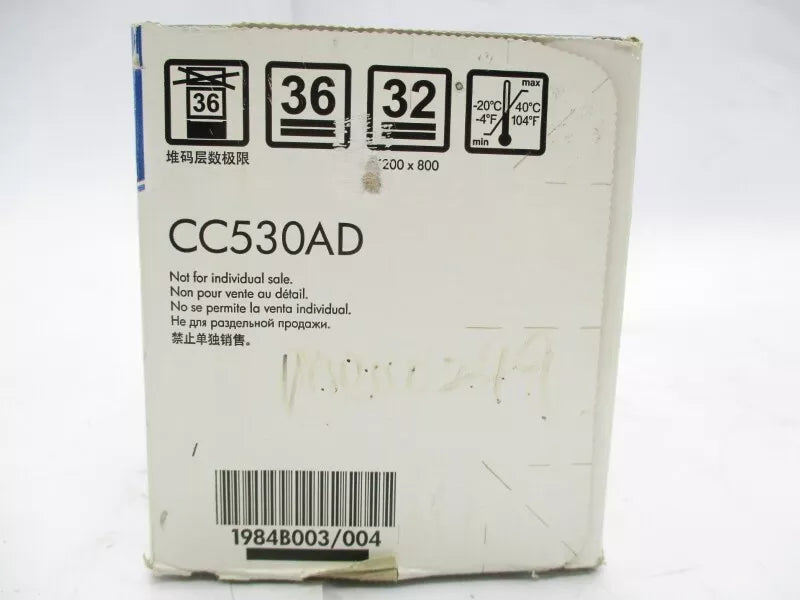 36
36
32
max
-20°C
40°C
-4°F
104°F
min
堆码层数极限
200 x 800
CC530AD
Not for individual sale.
Non pour vente au détail.
No se permite la venta individual.
Не для раздельной продажи.
禁止单独销售。
1984B003/004